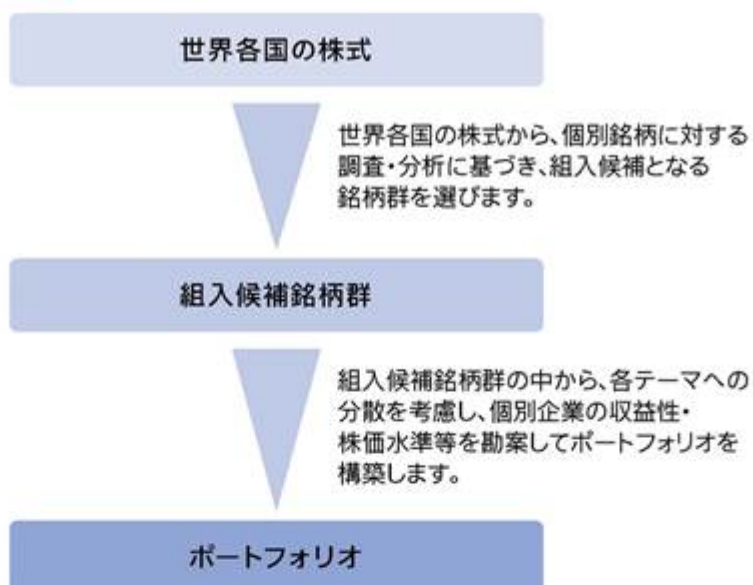 世界各国の株式
世界各国の株式から、個別銘柄に対する
調査・分析に基づき、組入候補となる
銘柄群を選びます。
組入候補銘柄群
組入候補銘柄群の中から、各テーマへの
分散を考慮し、個別企業の収益性・
株価水準等を勘案してポートフォリオを
構築します。
ポートフォリオ